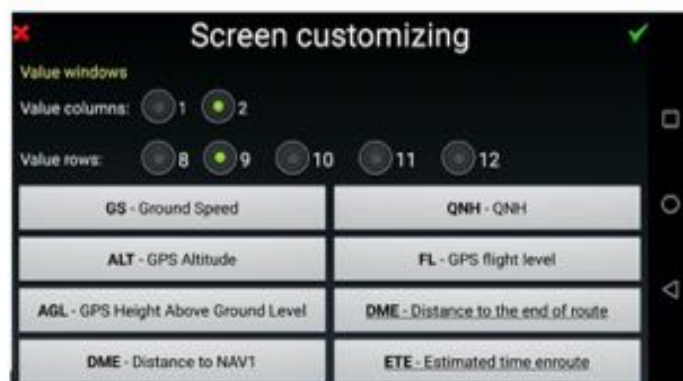 Screen customizing
Value windows
Value columns: 1 2
Value rows: 8 9 10 11 12
GS - Ground Speed
QNH - QNH
ALT - GPS Altitude
FL - GPS flight level
AGL - GPS Height Above Ground Level
DME - Distance to the end of route
DME - Distance to NAV1
ETE - Estimated time enroute